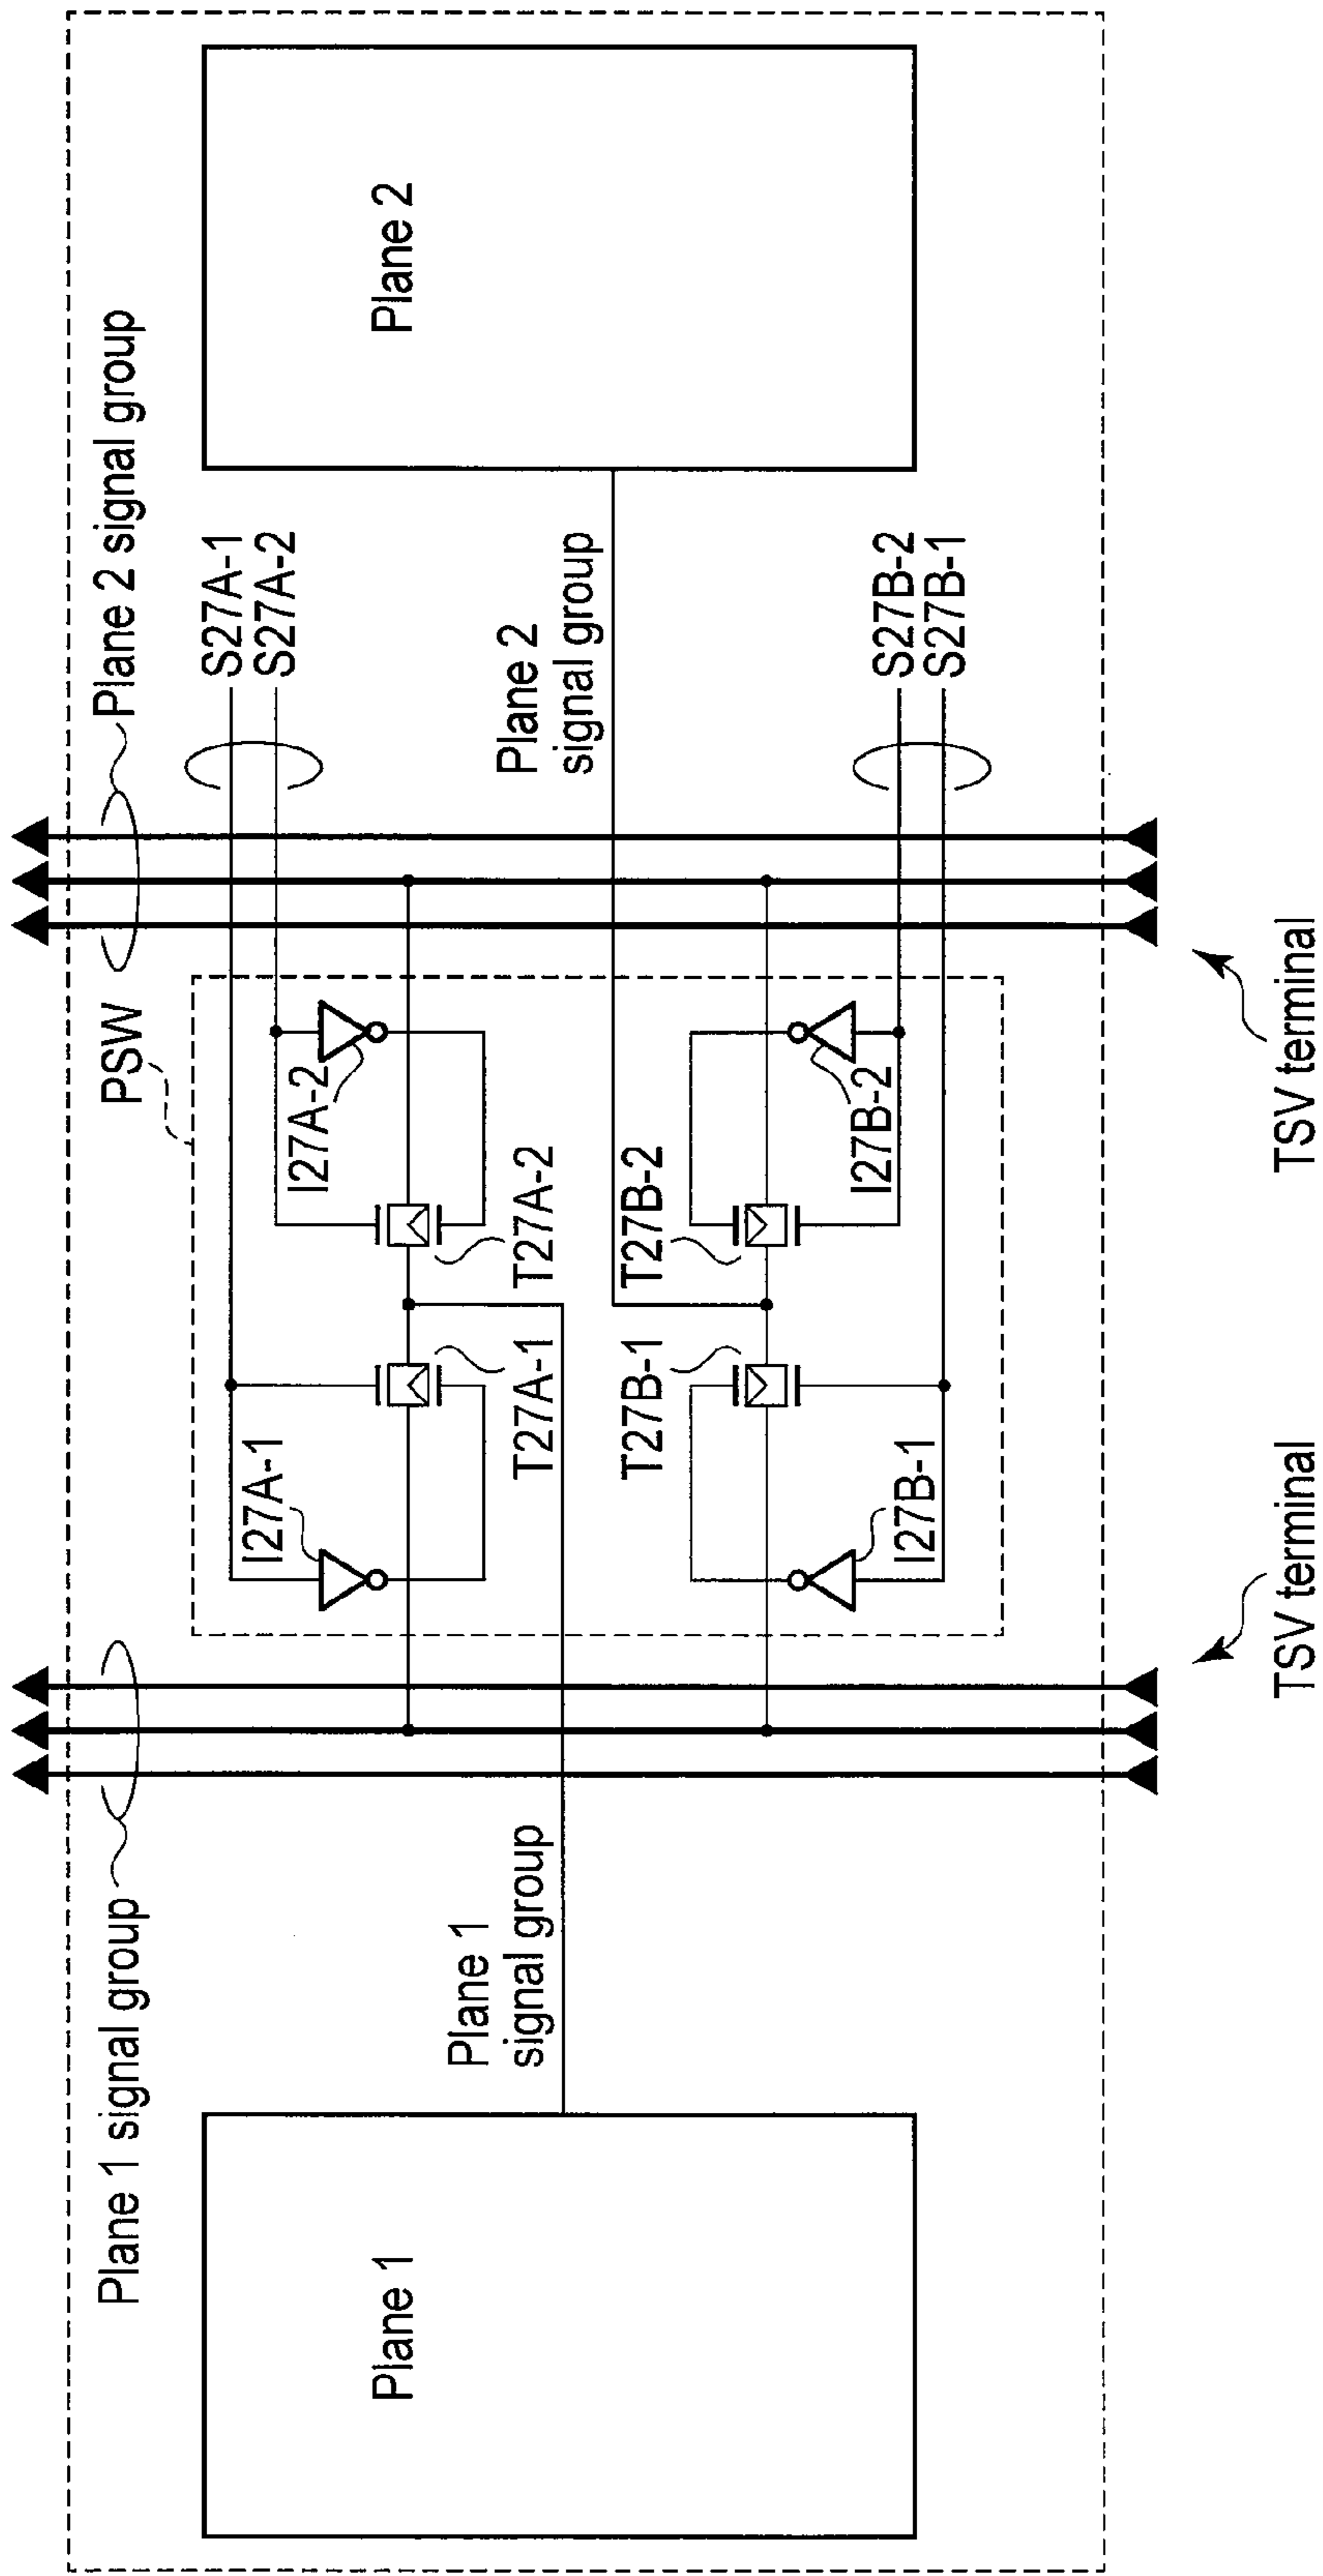 Plane 1 signal group
PSW
Plane 2 signal group
S27A-1
S27A-2
I27A-1
I27A-2
T27A-1
T27A-2
Plane 1
Plane 1
signal group
Plane 2
signal group
Plane 2
T27B-1
T27B-2
I27B-1
I27B-2
S27B-2
S27B-1
TSV terminal
TSV terminal